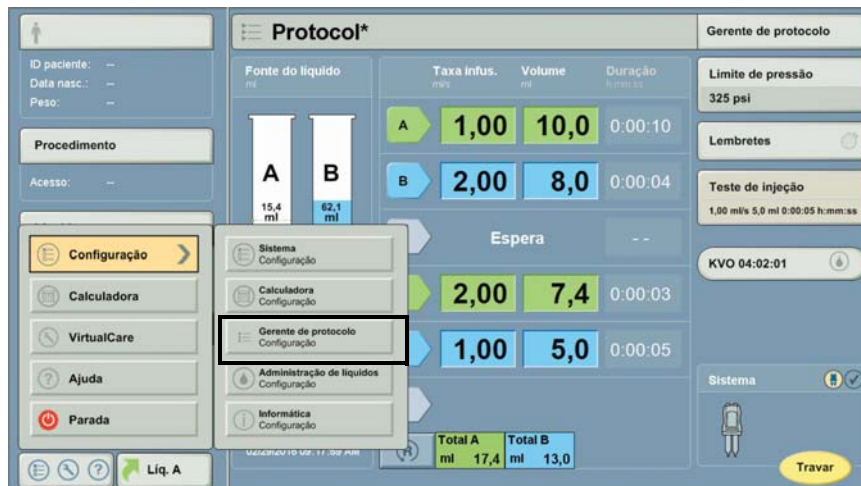 Protocol*
Gerente de protocolo
ID paciente: --
Data nasc.: --
Peso: --
Procedimento
Acesso: --
Fonte do líquido
ml
A
B
15,4
ml
62,1
ml
Taxa infus.
ml/s
Volume
ml
Duração
h:mm:ss
A 1,00 10,0 0:00:10
B 2,00 8,0 0:00:04
Espera --
2,00 7,4 0:00:03
1,00 5,0 0:00:05
Total A
ml 17,4
Total B
ml 13,0
Limite de pressão
325 psi
Lembretes
Teste de injeção
1,00 ml/s 5,0 ml 0:00:05 h:mm:ss
KVO 04:02:01
Sistema
Travar
Configuração
Calculadora
VirtualCare
Ajuda
Parada
Sistema
Configuração
Calculadora
Configuração
Gerente de protocolo
Configuração
Administração de líquidos
Configuração
Informática
Configuração
Líq. A